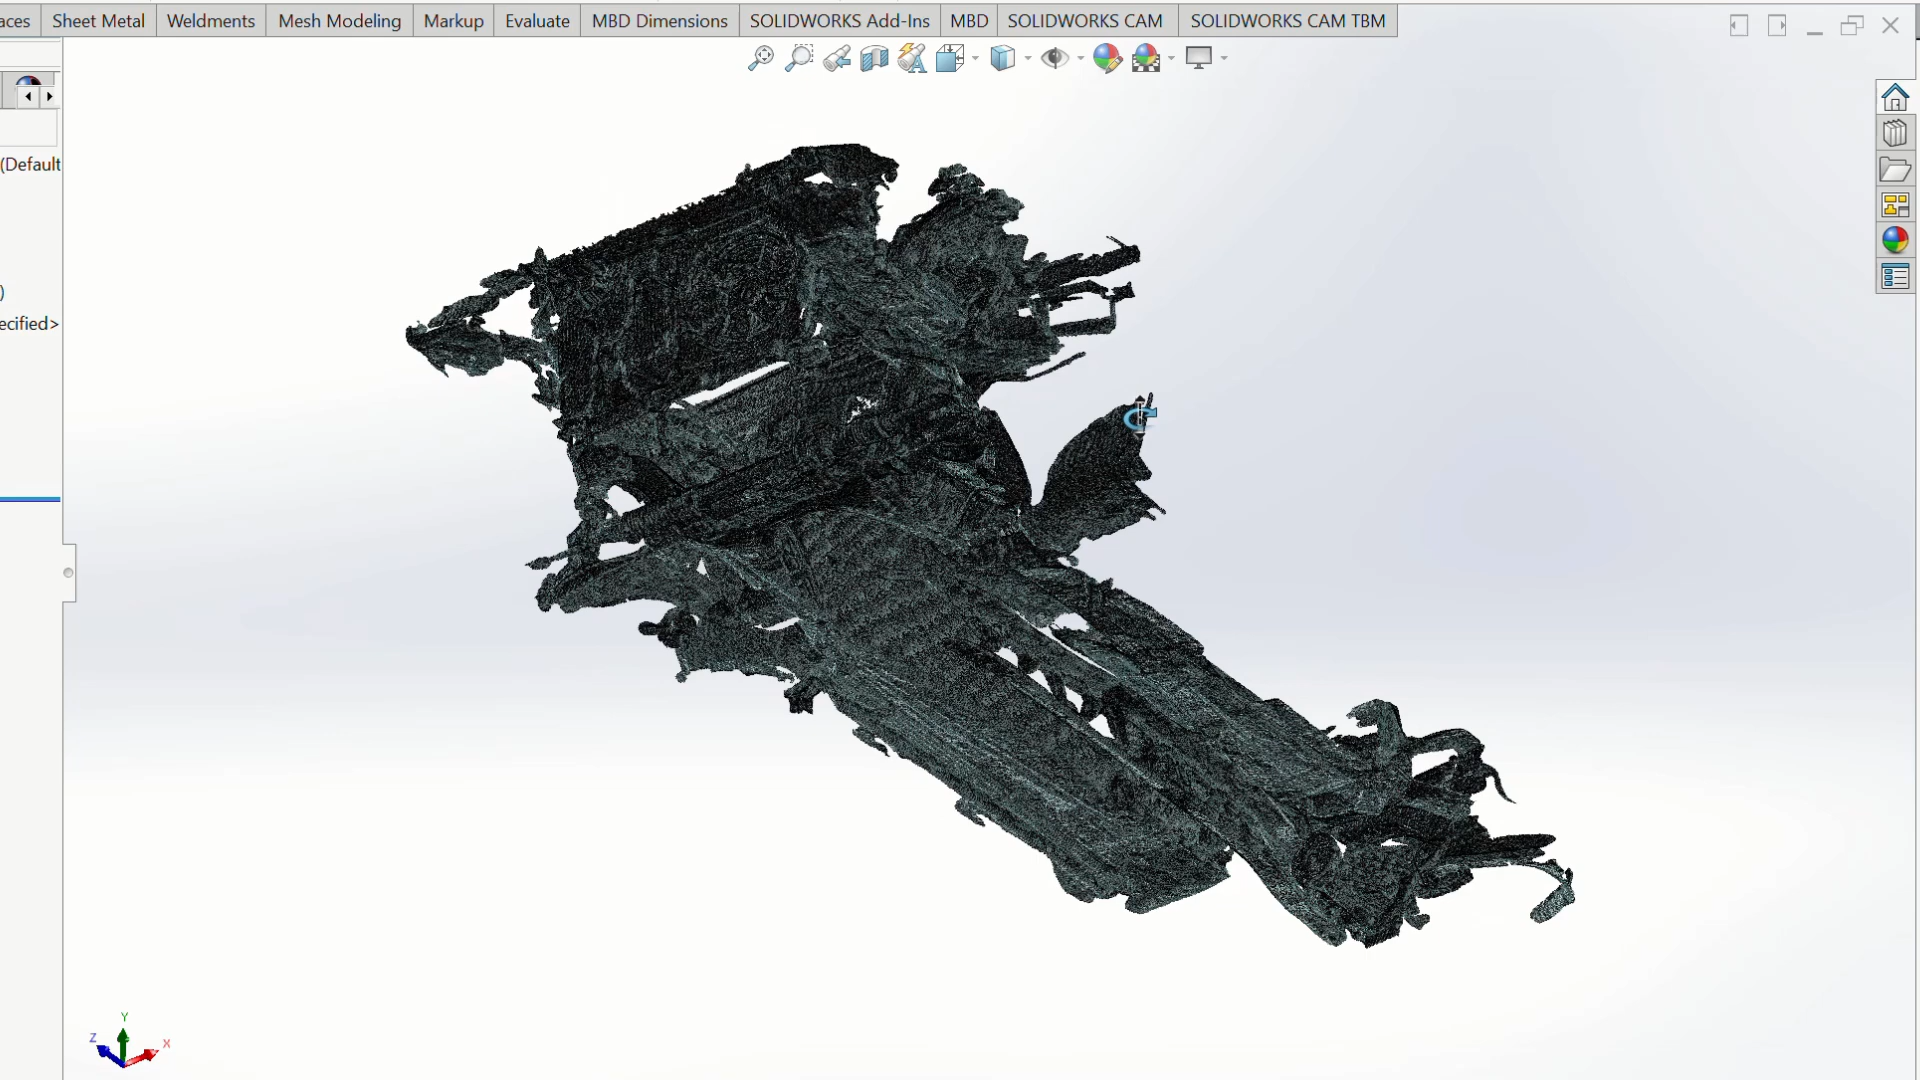 aces Sheet Metal Weldments Mesh Modeling Markup Evaluate MBD Dimensions SOLIDWORKS Add-Ins MBD SOLIDWORKS CAM SOLIDWORKS CAM TBM
(Default
)
ecified>
Y
Z
X